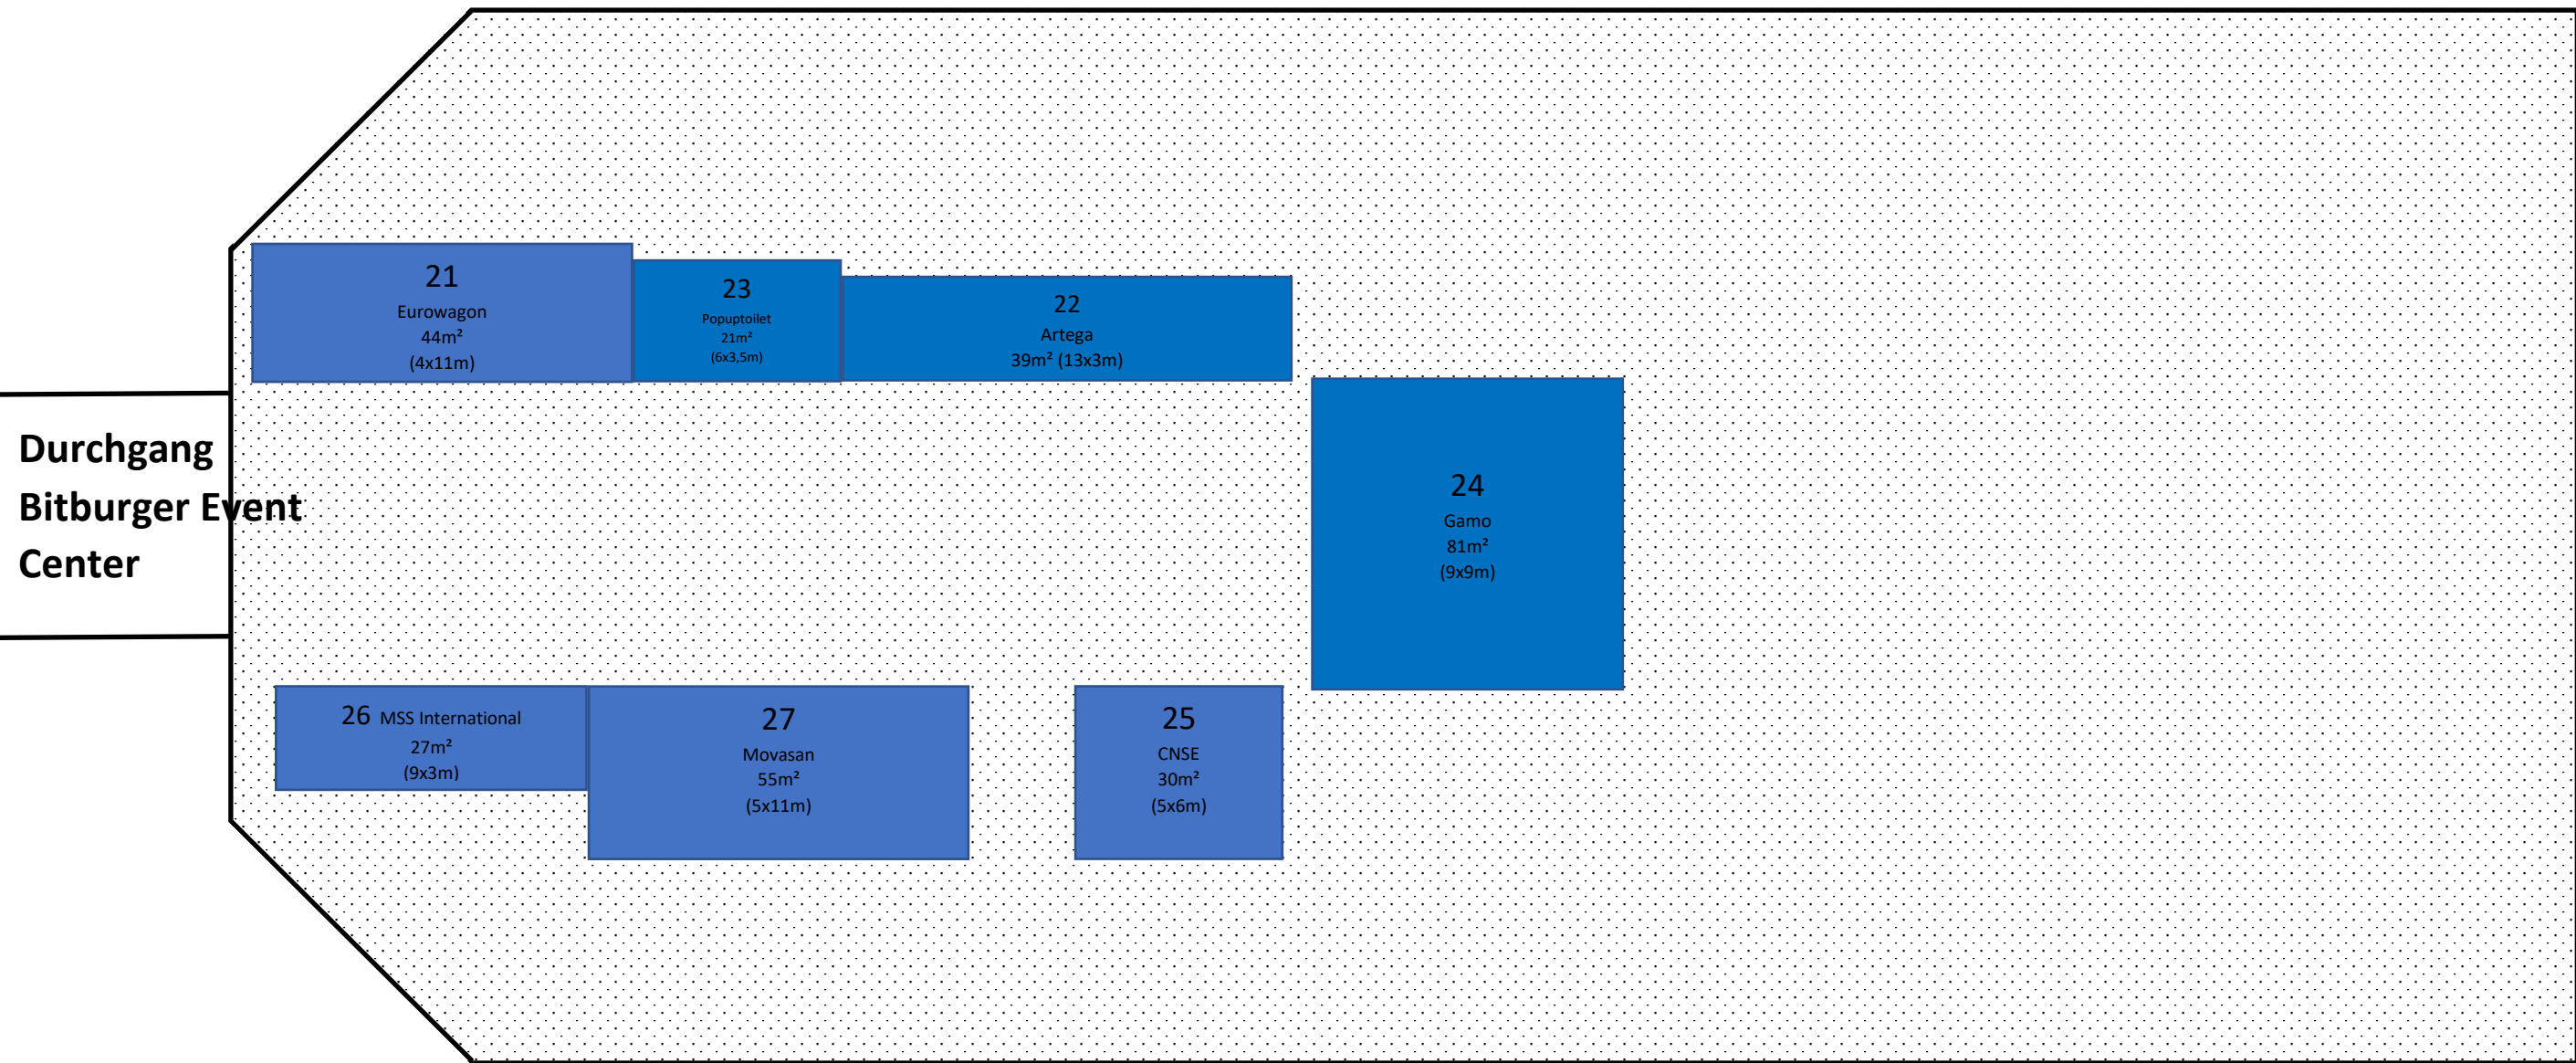 21
Eurowagon
44m²
(4x11m)
23
Popuptoilet
21m²
(6x3,5m)
22
Artega
39m² (13x3m)
Durchgang
Bitburger Event
Center
24
Gamo
81m²
(9x9m)
26 MSS International
27m²
(9x3m)
27
Movasan
55m²
(5x11m)
25
CNSE
30m²
(5x6m)